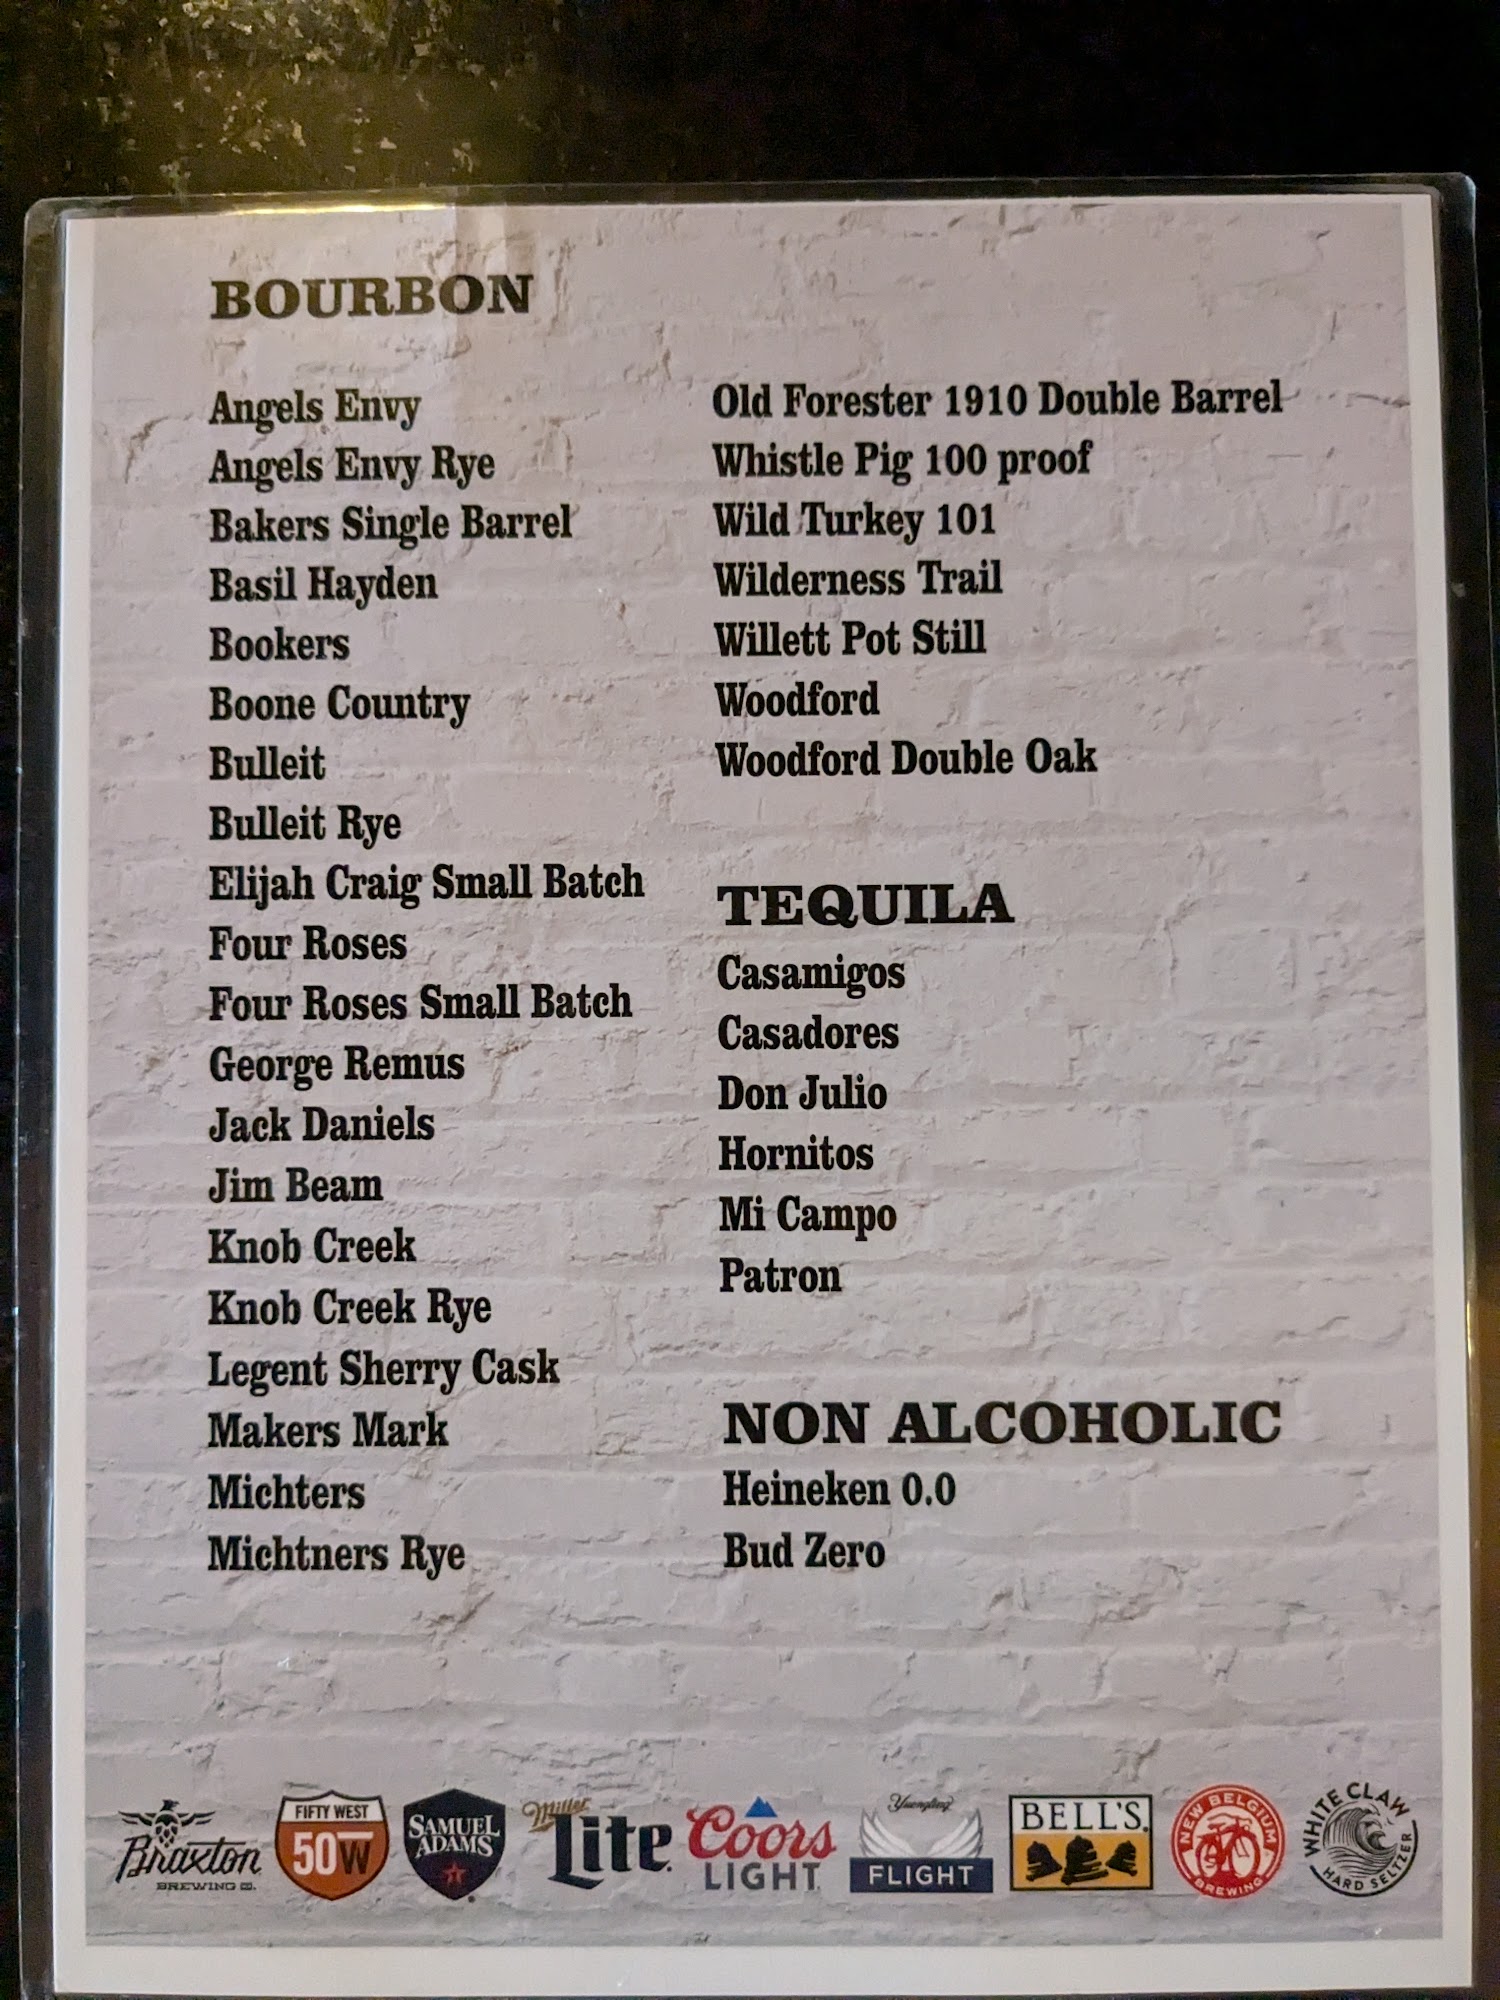 BOURBON
Angels Envy
Angels Envy Rye
Bakers Single Barrel
Basil Hayden
Bookers
Boone Country
Bulleit
Bulleit Rye
Elijah Craig Small Batch
Four Roses
Four Roses Small Batch
George Remus
Jack Daniels
Jim Beam
Knob Creek
Knob Creek Rye
Legent Sherry Cask
Makers Mark
Michters
Michtners Rye
Old Forester 1910 Double Barrel
Whistle Pig 100 proof
Wild Turkey 101
Wilderness Trail
Willett Pot Still
Woodford
Woodford Double Oak
TEQUILA
Casamigos
Casadores
Don Julio
Hornitos
Mi Campo
Patron
NON ALCOHOLIC
Heineken 0.0
Bud Zero
Braxton
BREWING CO.
FIFTY WEST
50W
SAMUEL
ADAMS
Miller
Lite
Coors
LIGHT
Yuengling
FLIGHT
BELL'S
NEW BELGIUM
BREWING
WHITE CLAW
HARD SELTZER